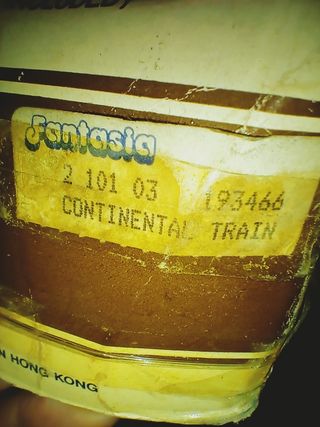 Fantasia
2 101 03 193466
CONTINENTAL TRAIN
N HONG KONG